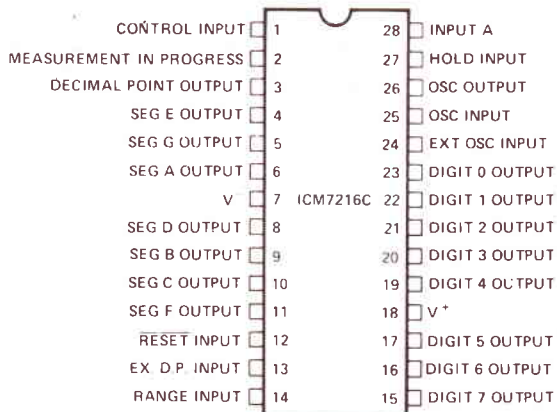 CONTROL INPUT 1 28 INPUT A
MEASUREMENT IN PROGRESS 2 27 HOLD INPUT
DECIMAL POINT OUTPUT 3 26 OSC OUTPUT
SEG E OUTPUT 4 25 OSC INPUT
SEG G OUTPUT 5 24 EXT OSC INPUT
SEG A OUTPUT 6 23 DIGIT 0 OUTPUT
V 7 ICM7216C 22 DIGIT 1 OUTPUT
SEG D OUTPUT 8 21 DIGIT 2 OUTPUT
SEG B OUTPUT 9 20 DIGIT 3 OUTPUT
SEG C OUTPUT 10 19 DIGIT 4 OUTPUT
SEG F OUTPUT 11 18 V+
RESET INPUT 12 17 DIGIT 5 OUTPUT
EX. D.P. INPUT 13 16 DIGIT 6 OUTPUT
RANGE INPUT 14 15 DIGIT 7 OUTPUT